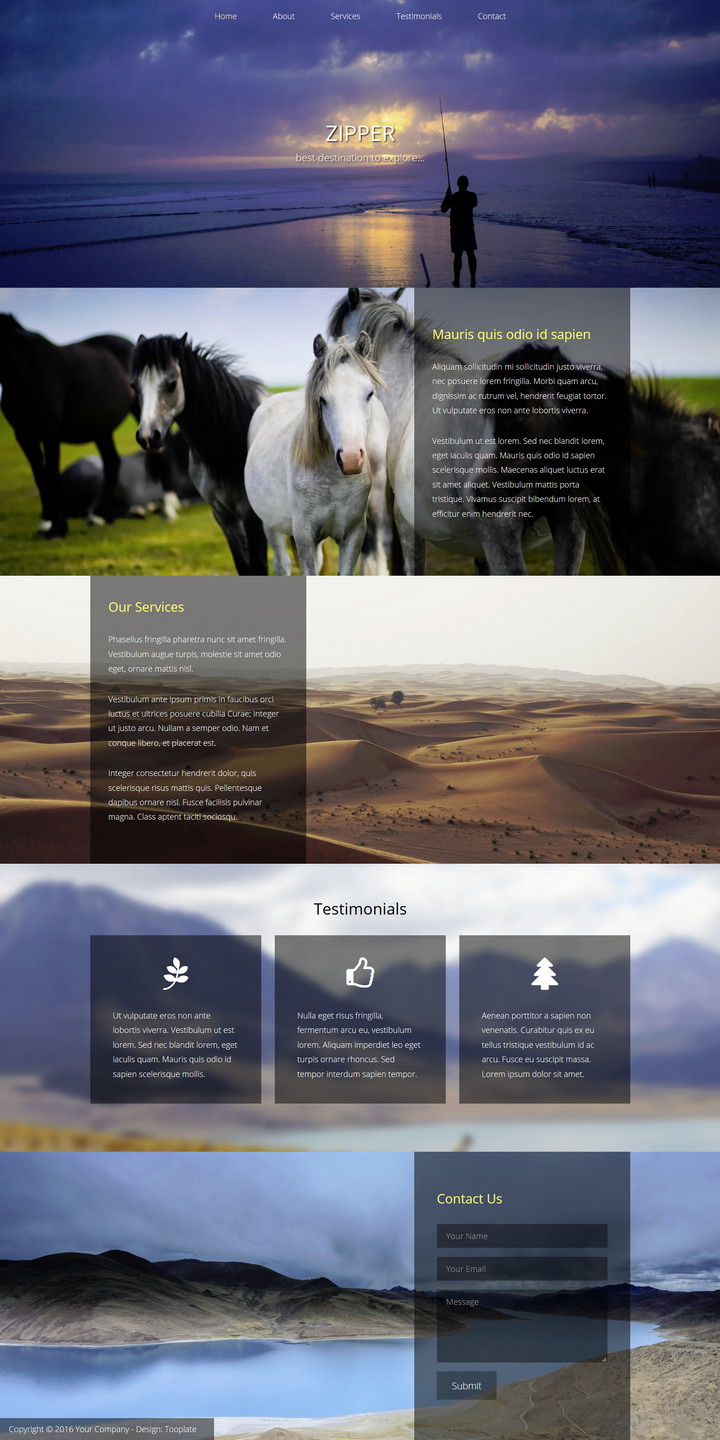 Home About Services Testimonials Contact
ZIPPER
best destination to explore...
Mauris quis odio id sapien
Aliquam sollicitudin mi sollicitudin justo viverra,
nec posuere lorem fringilla. Morbi quam arcu,
dignissim ac rutrum vel, hendrerit feugiat tortor.
Ut vulputate eros non ante lobortis viverra.
Vestibulum ut est lorem. Sed nec blandit lorem,
eget iaculis quam. Mauris quis odio id sapien
scelerisque mollis. Maecenas aliquet luctus erat
sit amet aliquet. Vestibulum mattis porta
tristique. Vivamus suscipit bibendum lorem, at
efficitur enim hendrerit nec.
Our Services
Phasellus fringilla pharetra nunc sit amet fringilla.
Vestibulum augue turpis, molestie sit amet odio
eget, ornare mattis nisl.
Vestibulum ante ipsum primis in faucibus orci
luctus et ultrices posuere cubilia Curae; Integer
ut justo arcu. Nullam a semper odio. Nam et
conque libero, et placerat est.
Integer consectetur hendrerit dolor, quis
scelerisque risus mattis quis. Pellentesque
dapibus ornare nisl. Fusce facilisis pulvinar
magna. Class aptent taciti sociosqu.
Testimonials
Ut vulputate eros non ante
lobortis viverra. Vestibulum ut est
lorem. Sed nec blandit lorem, eget
iaculis quam. Mauris quis odio id
sapien scelerisque mollis.
Nulla eget risus fringilla,
fermentum arcu eu, vestibulum
lorem. Aliquam imperdiet leo eget
turpis ornare rhoncus. Sed
tempor interdum sapien tempor.
Aenean porttitor a sapien non
venenatis. Curabitur quis ex eu
tellus tristique vestibulum id ac
arcu. Fusce eu suscipit massa.
Lorem ipsum dolor sit amet.
Contact Us
Your Name
Your Email
Message
Submit
Copyright © 2016 Your Company - Design: Tooplate